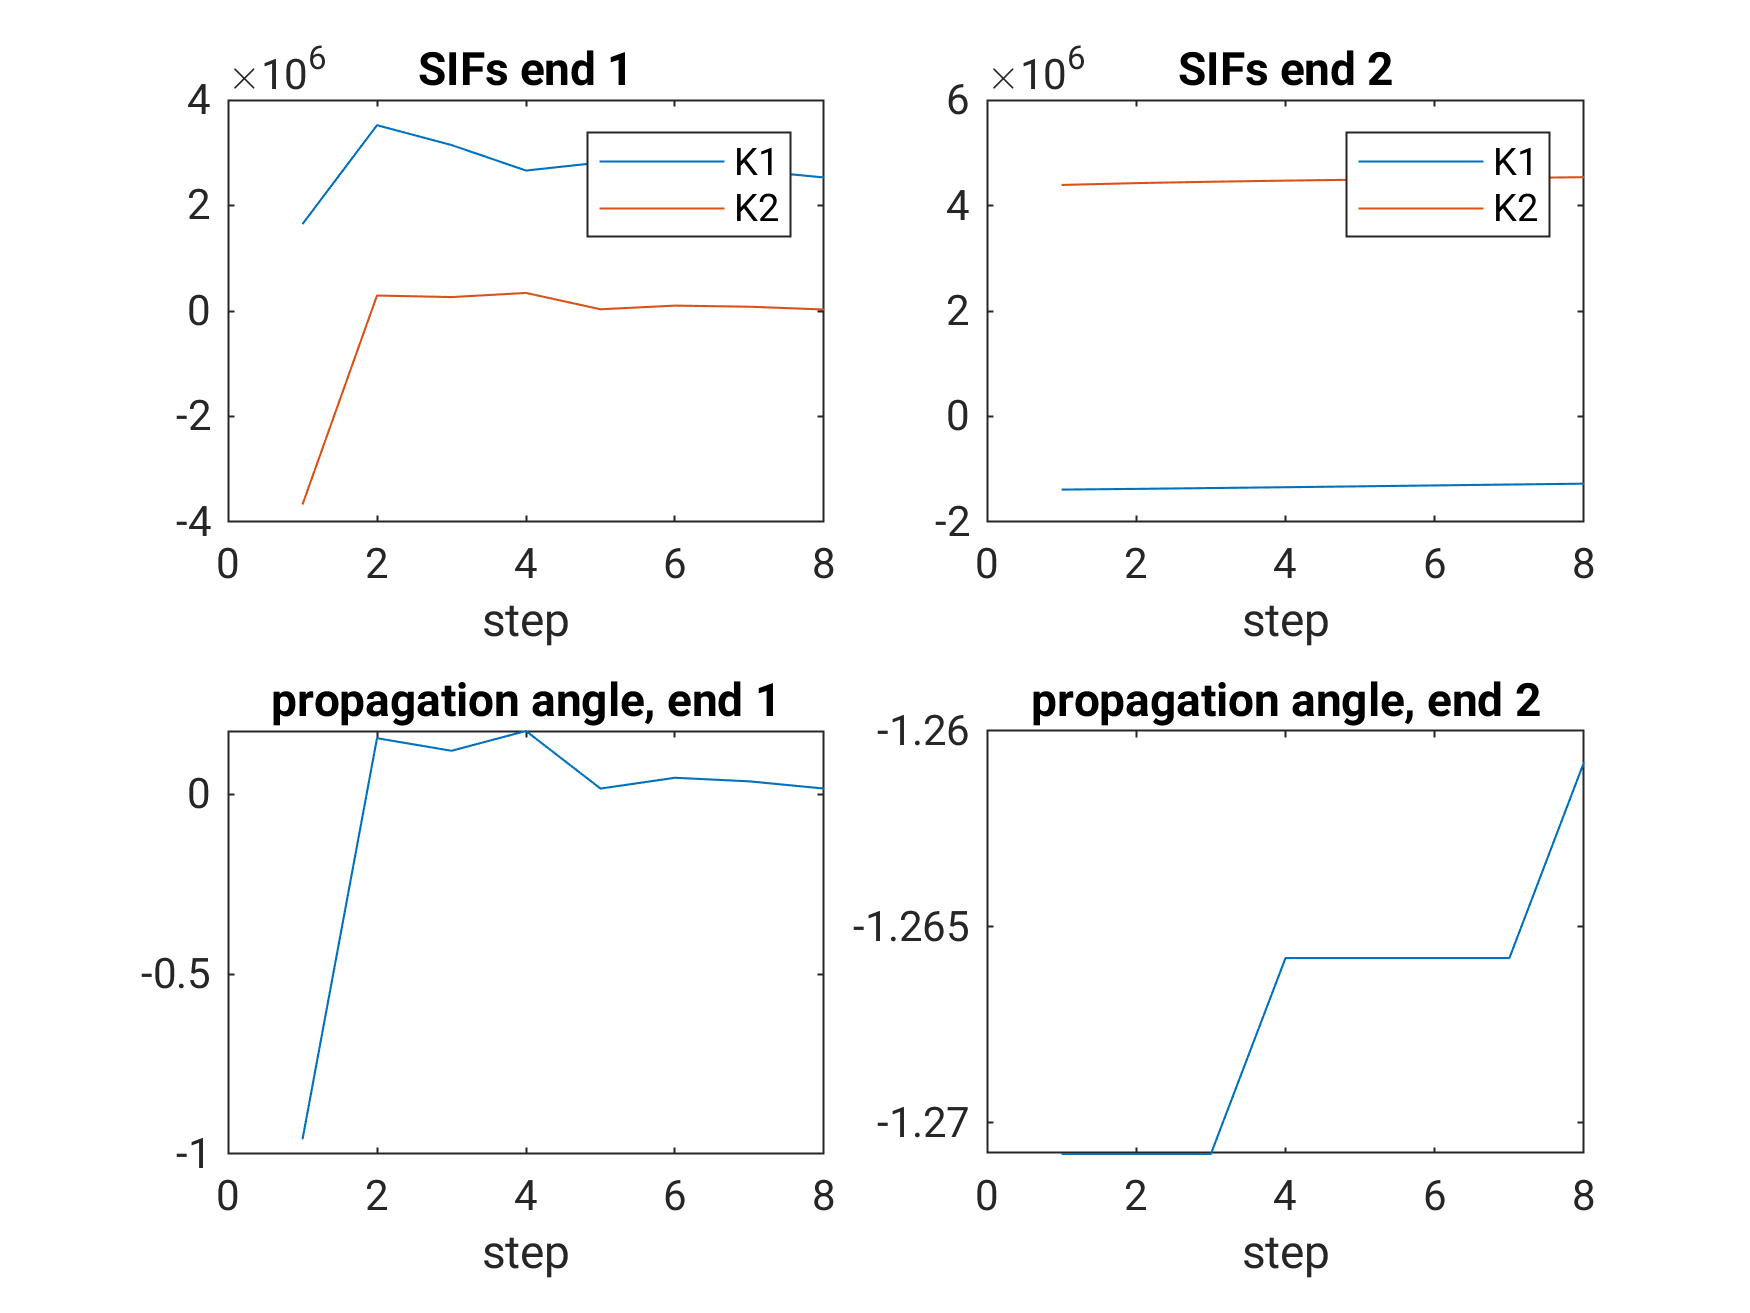 SIFs end 1
×10⁶
4
2
0
-2
-4
K1
K2
0 2 4 6 8
step
SIFs end 2
×10⁶
6
4
2
0
-2
K1
K2
0 2 4 6 8
step
propagation angle, end 1
0
-0.5
-1
0 2 4 6 8
step
propagation angle, end 2
-1.26
-1.265
-1.27
0 2 4 6 8
step